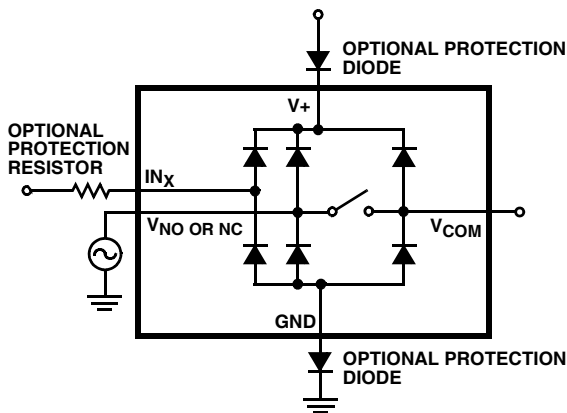 OPTIONAL PROTECTION
DIODE
V+
OPTIONAL
PROTECTION
RESISTOR
INX
VNO OR NC
VCOM
GND
OPTIONAL PROTECTION
DIODE